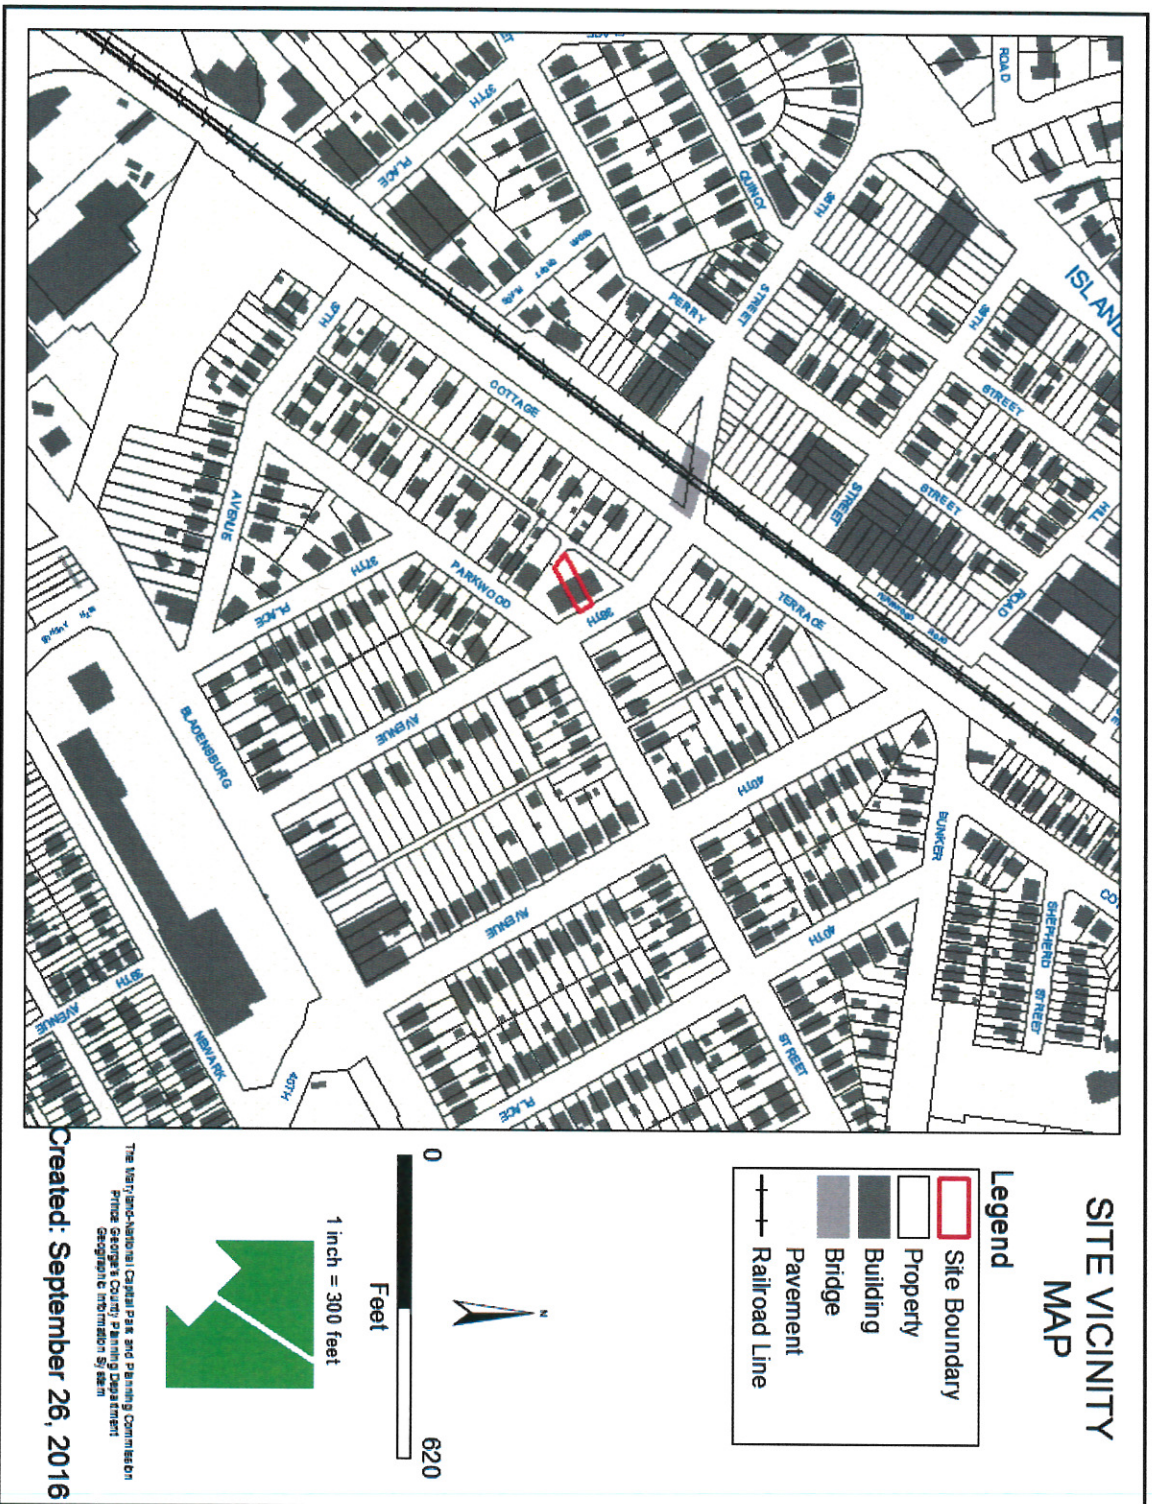 SITE VICINITY
MAP
Legend
Site Boundary
Property
Building
Bridge
Pavement
Railroad Line
N
0
620
Feet
1 inch = 300 feet
The Maryland-National Capital Park and Planning Commission
Prince George's County Planning Department
Geographic Information System
Created: September 26, 2016
ROAD
ISLAND
37TH
PLACE
QUINCY
38TH
STREET
PERRY
38TH
STREET
STREET
STREET
HILL
ROAD
COTTAGE
TERRACE
37TH
AVENUE
PARKWOOD
37TH
PLACE
38TH
AVENUE
BLADENSBURG
40TH
AVENUE
BUNKER
SHEPHERD
STREET
40TH
PLACE
STREET
39TH
AVENUE
NEWARK
40TH